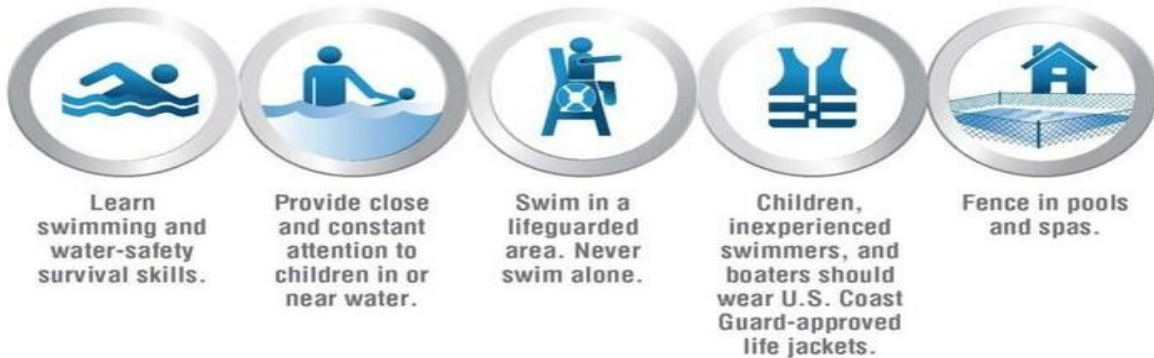 Learn
swimming and
water-safety
survival skills.
Provide close
and constant
attention to
children in or
near water.
Swim in a
lifeguarded
area. Never
swim alone.
Children,
inexperienced
swimmers, and
boaters should
wear U.S. Coast
Guard-approved
life jackets.
Fence in pools
and spas.